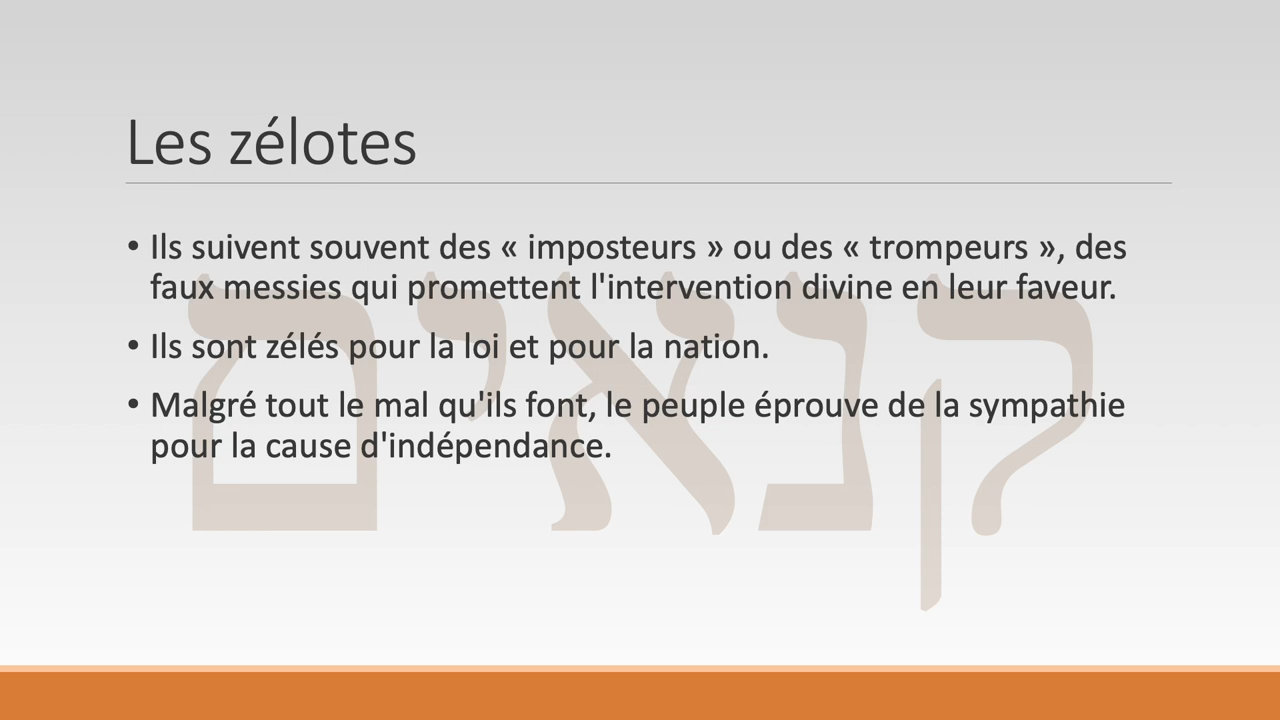 Les zélotes
• Ils suivent souvent des « imposteurs » ou des « trompeurs », des
faux messies qui promettent l'intervention divine en leur faveur.
• Ils sont zélés pour la loi et pour la nation.
• Malgré tout le mal qu'ils font, le peuple éprouve de la sympathie
pour la cause d'indépendance.
קנאים